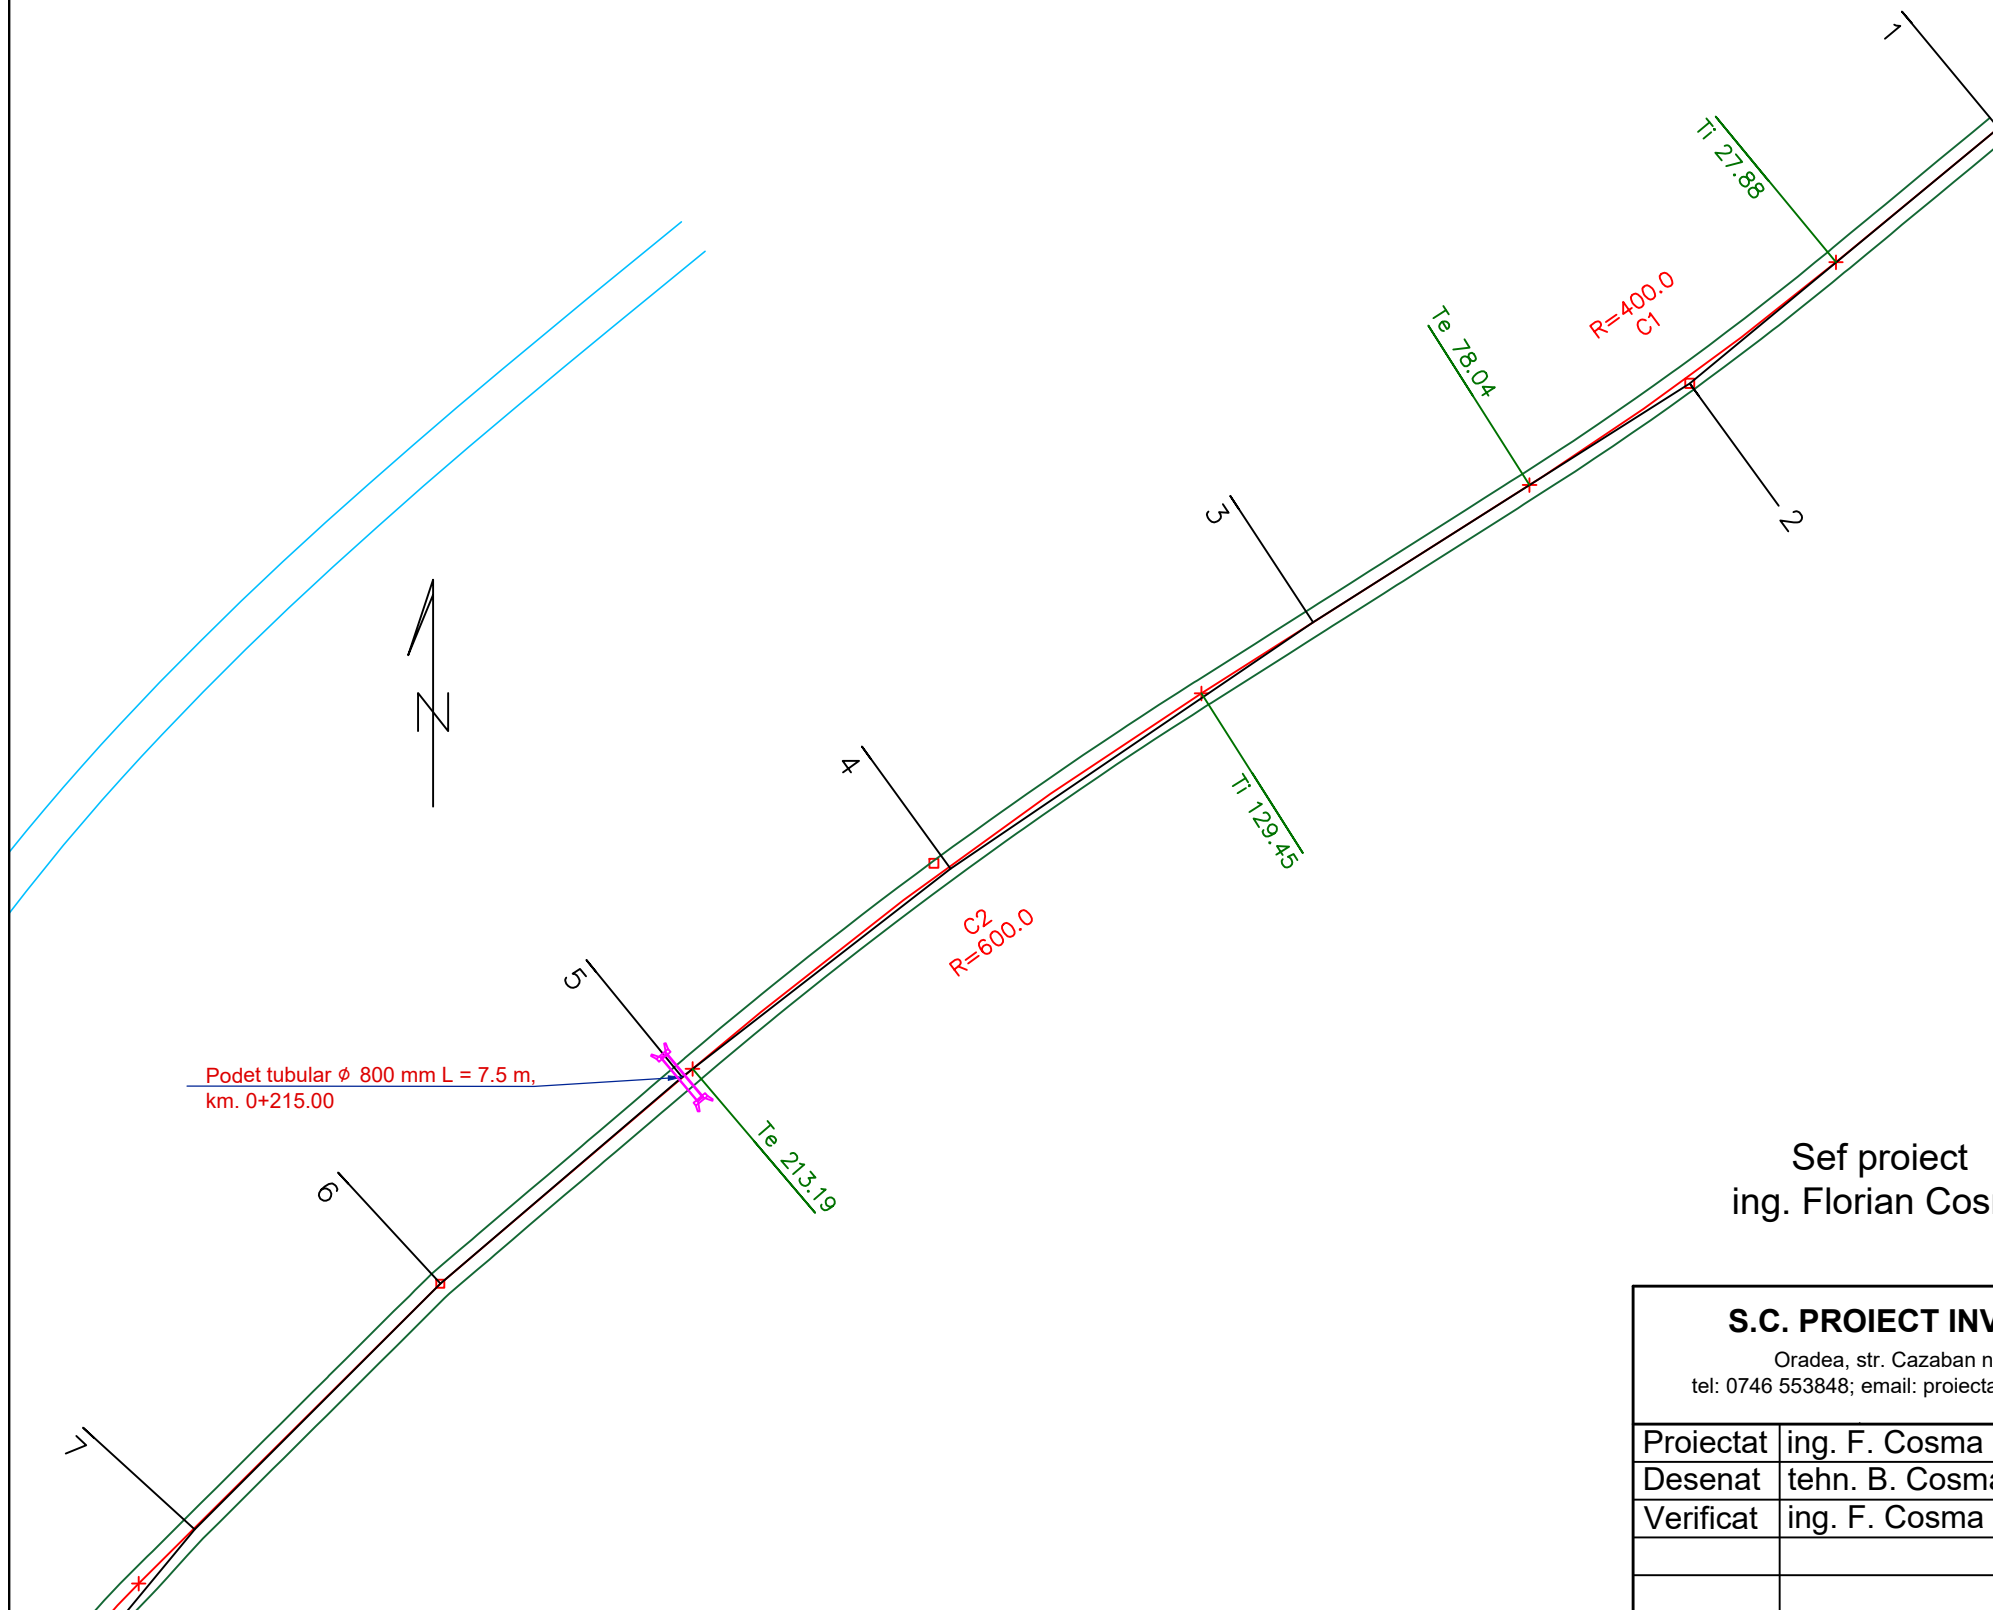 1
Ti 27.88
R=400.0
C1
Te 78.04
2
3
Ti 129.45
4
C2
R=600.0
5
Podet tubular ϕ 800 mm L = 7.5 m,
km. 0+215.00
Te 213.19
6
7
N
Sef proiect
ing. Florian Cos
S.C. PROIECT INV
Oradea, str. Cazaban n
tel: 0746 553848; email: proiecta
Proiectat ing. F. Cosma
Desenat tehn. B. Cosma
Verificat ing. F. Cosma